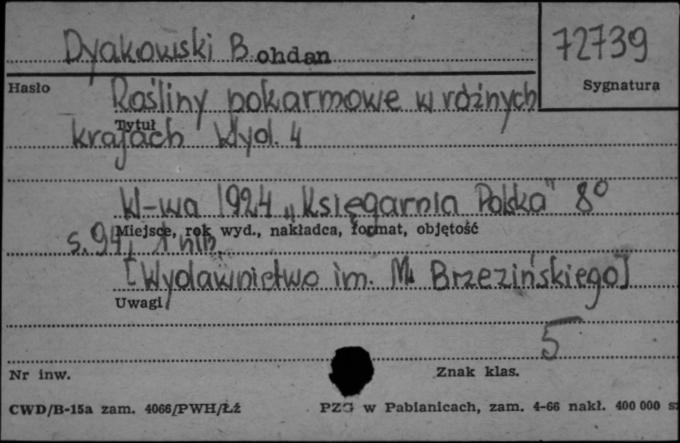 Dyakowski Bohdan
72739
Hasło
Sygnatura
Rośliny pokarmowe w różnych
Tytuł
krajach Wyd. 4
W-wa 1924 „Księgarnia Polska" 8°
Miejsce, rok wyd., nakładca, format, objętość
s. 94, 1 nlb.
[Wydawnictwo im. M. Brzezińskiego]
Uwagi
5
Nr inw.
Znak klas.
CWD/B-15a zam. 4066/PWH/Łź
PZG w Pabianicach, zam. 4-66 nakł. 400 000 s